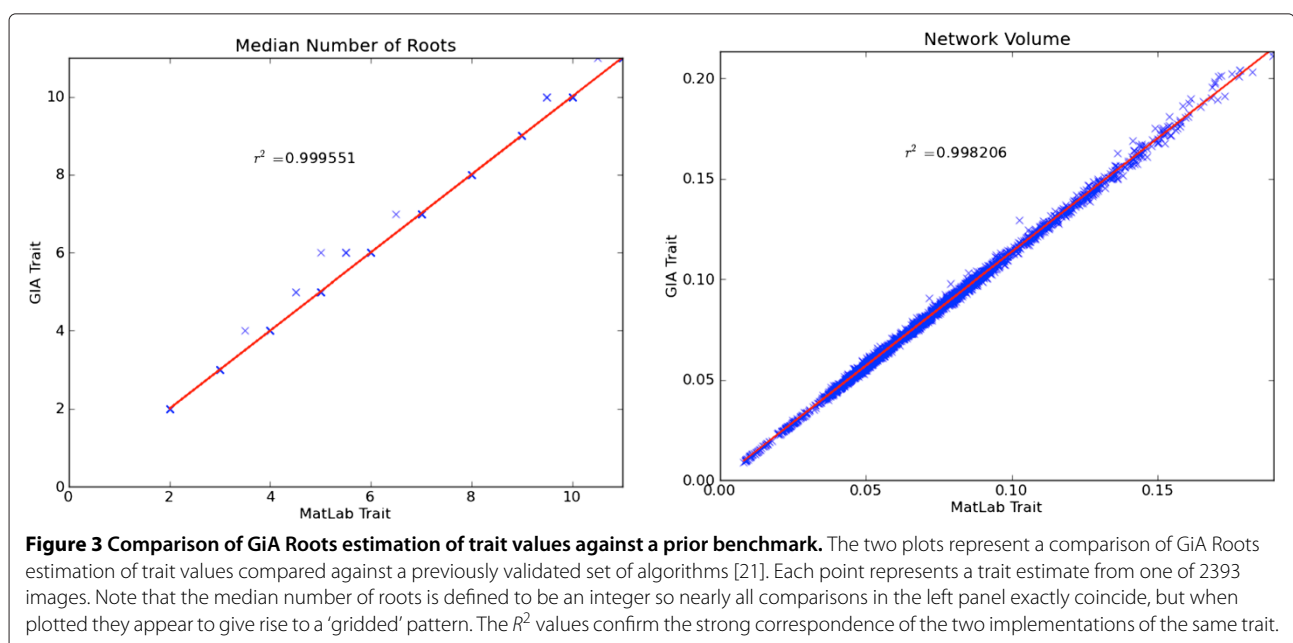 Median Number of Roots
r² =0.999551
GIA Trait
10
8
6
4
2
0
0 2 4 6 8 10
MatLab Trait
Network Volume
r² =0.998206
GIA Trait
0.20
0.15
0.10
0.05
0.00
0.00 0.05 0.10 0.15
MatLab Trait
Figure 3 Comparison of GiA Roots estimation of trait values against a prior benchmark. The two plots represent a comparison of GiA Roots
estimation of trait values compared against a previously validated set of algorithms [21]. Each point represents a trait estimate from one of 2393
images. Note that the median number of roots is defined to be an integer so nearly all comparisons in the left panel exactly coincide, but when
plotted they appear to give rise to a ‘gridded’ pattern. The R² values confirm the strong correspondence of the two implementations of the same trait.